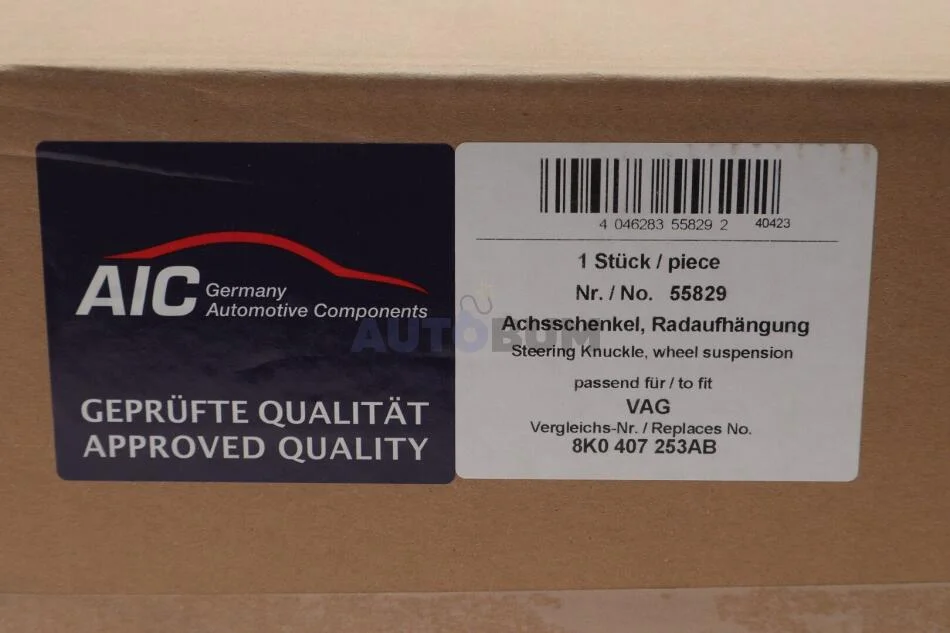 AIC Germany
Automotive Components
GEPRÜFTE QUALITÄT
APPROVED QUALITY
4 046283 55829 2 40423
1 Stück / piece
Nr. / No. 55829
Achsschenkel, Radaufhängung
Steering Knuckle, wheel suspension
passend für / to fit
VAG
Vergleichs-Nr. / Replaces No.
8K0 407 253AB
AUTOBUM